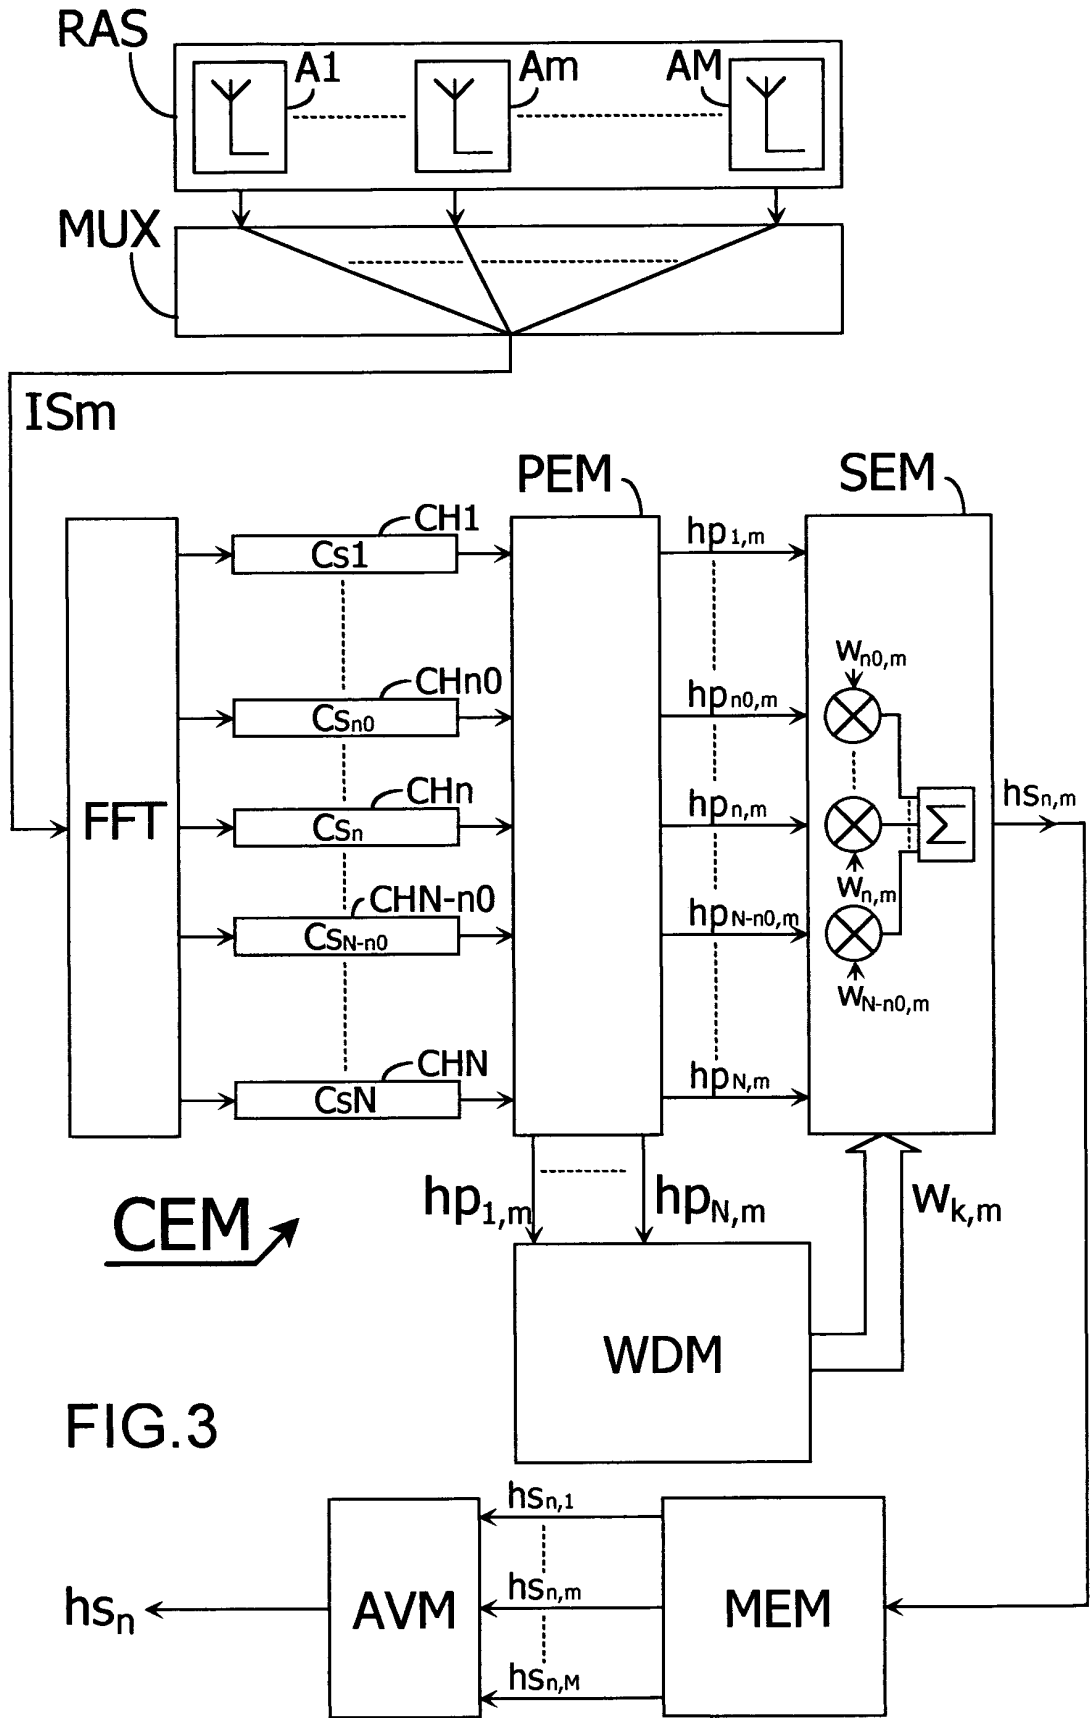 RAS
A1
Am
AM
MUX
ISm
PEM
SEM
CH1
Cs1
hp1,m
CHn0
Csn0
hpn0,m
wn0,m
FFT
CHn
Csn
hpn,m
Σ
hsn,m
wn,m
CHN-n0
CsN-n0
hpN-n0,m
wN-n0,m
CHN
CsN
hpN,m
CEM
hp1,m
hpN,m
wk,m
WDM
FIG.3
hsn
AVM
hsn,1
hsn,m
hsn,M
MEM